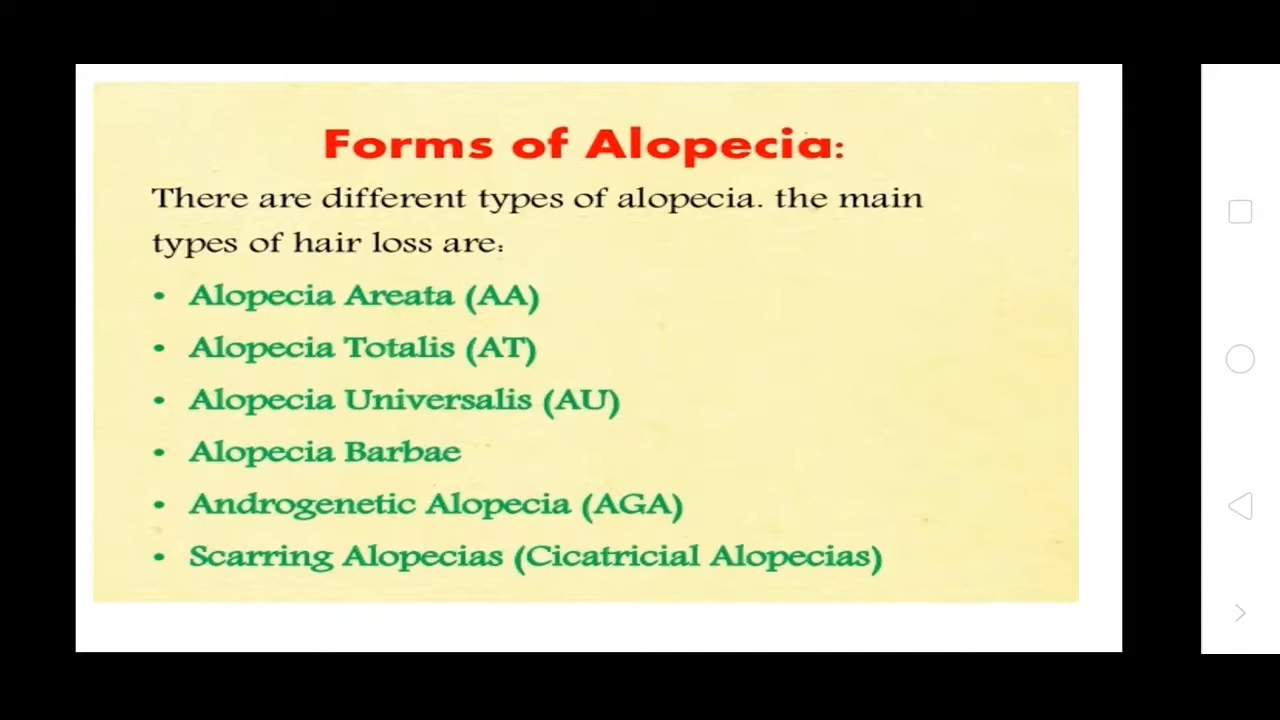 Forms of Alopecia:
There are different types of alopecia. the main
types of hair loss are:
• Alopecia Areata (AA)
• Alopecia Totalis (AT)
• Alopecia Universalis (AU)
• Alopecia Barbae
• Androgenetic Alopecia (AGA)
• Scarring Alopecias (Cicatricial Alopecias)